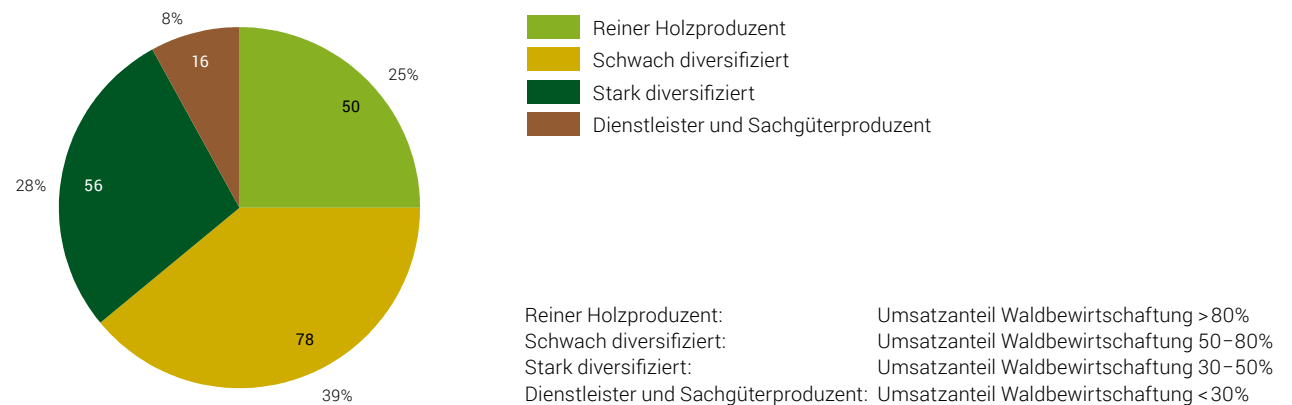 8%
16
25%
50
28%
56
78
39%
Reiner Holzproduzent
Schwach diversifiziert
Stark diversifiziert
Dienstleister und Sachgüterproduzent
Reiner Holzproduzent: Umsatzanteil Waldbewirtschaftung >80%
Schwach diversifiziert: Umsatzanteil Waldbewirtschaftung 50–80%
Stark diversifiziert: Umsatzanteil Waldbewirtschaftung 30–50%
Dienstleister und Sachgüterproduzent: Umsatzanteil Waldbewirtschaftung <30%